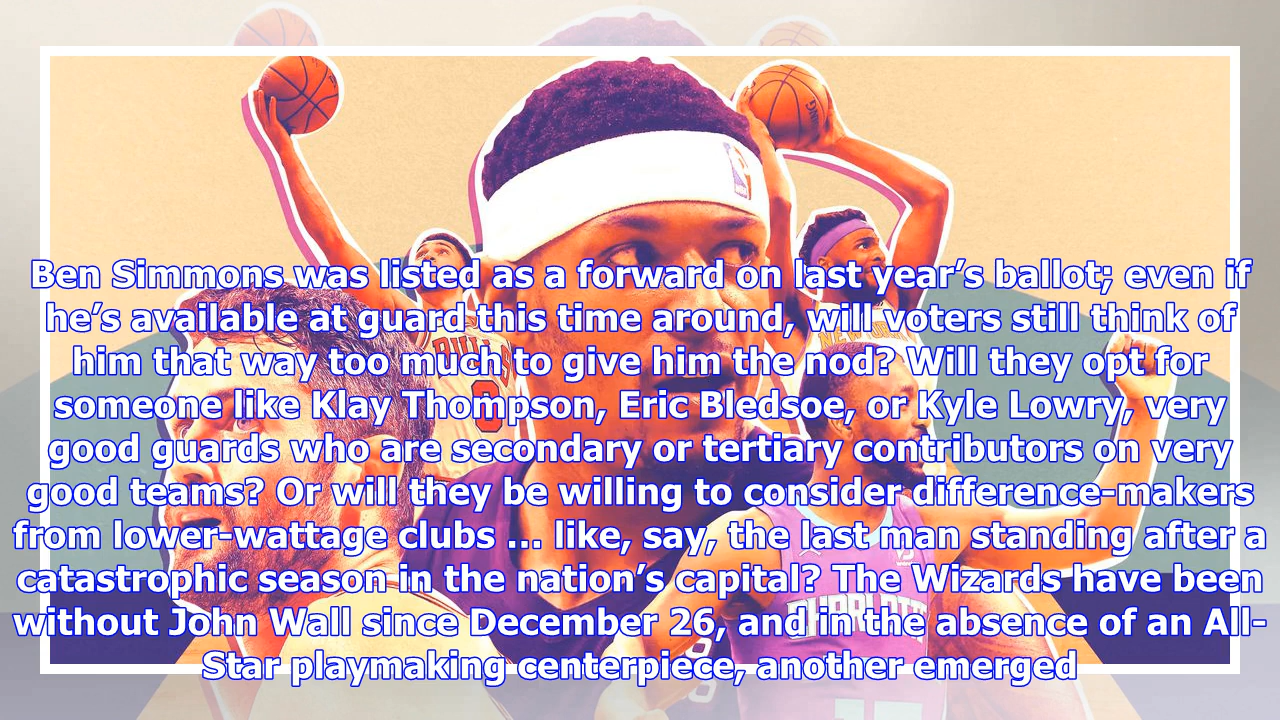 Ben Simmons was listed as a forward on last year’s ballot; even if
he’s available at guard this time around, will voters still think of
him that way too much to give him the nod? Will they opt for
someone like Klay Thompson, Eric Bledsoe, or Kyle Lowry, very
good guards who are secondary or tertiary contributors on very
good teams? Or will they be willing to consider difference-makers
from lower-wattage clubs ... like, say, the last man standing after a
catastrophic season in the nation’s capital? The Wizards have been
without John Wall since December 26, and in the absence of an All-
Star playmaking centerpiece, another emerged
BULLS
CHARLOTTE